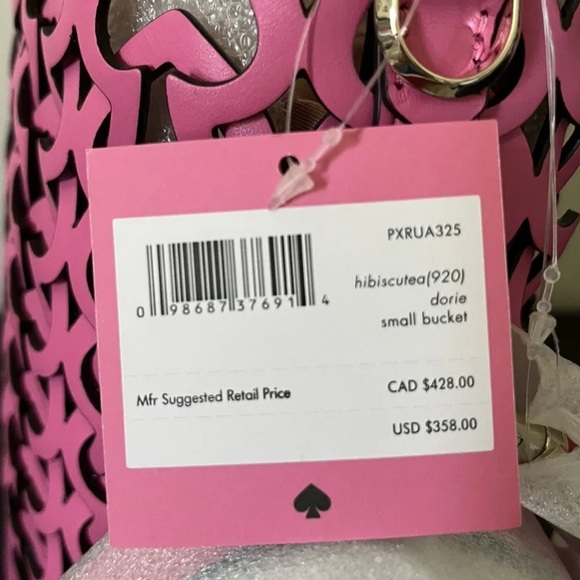 PXRUA325
0 98687 37691 4
hibiscutea(920)
dorie
small bucket
Mfr Suggested Retail Price CAD $428.00
USD $358.00